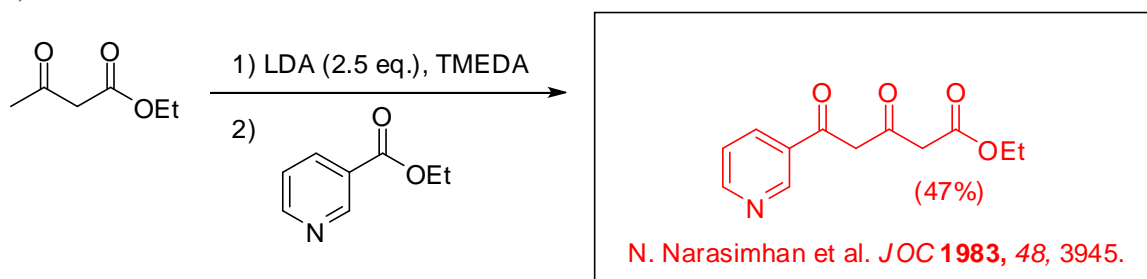 O O
OEt
1) LDA (2.5 eq.), TMEDA
2)
O
OEt
N
O O O
OEt
N
(47%)
N. Narasimhan et al. JOC 1983, 48, 3945.